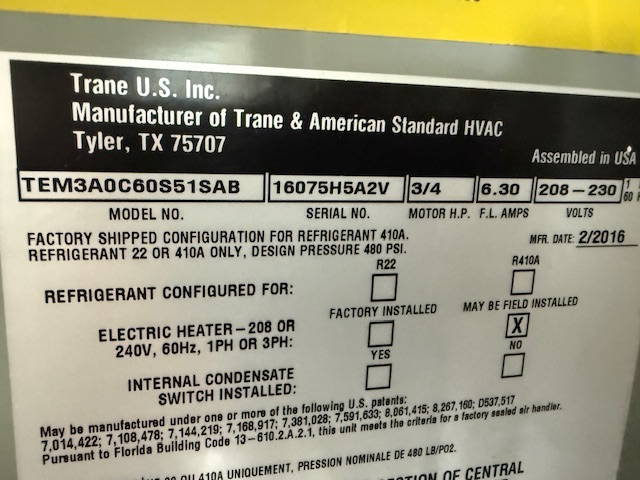 Trane U.S. Inc.
Manufacturer of Trane & American Standard HVAC
Tyler, TX 75707
Assembled in USA
TEM3A0C60S51SAB 16075H5A2V 3/4 6.30 208-230 1
60
MODEL NO. SERIAL NO. MOTOR H.P. F.L. AMPS VOLTS
FACTORY SHIPPED CONFIGURATION FOR REFRIGERANT 410A. MFR. DATE: 2/2016
REFRIGERANT 22 OR 410A ONLY, DESIGN PRESSURE 480 PSI.
R22 R410A
REFRIGERANT CONFIGURED FOR:
FACTORY INSTALLED MAY BE FIELD INSTALLED
ELECTRIC HEATER-208 OR X
240V, 60Hz, 1PH OR 3PH:
YES NO
INTERNAL CONDENSATE
SWITCH INSTALLED:
May be manufactured under one or more of the following U.S. patents:
7,014,422; 7,108,478; 7,144,219; 7,168,917; 7,381,028; 7,591,633; 8,061,415; 8,267,160; D537,517
Pursuant to Florida Building Code 13-610.2.A.2.1, this unit meets the criteria for a factory sealed air handler.
OU 410A UNIQUEMENT, PRESSION NOMINALE DE 480 LB/PO2.
OF CENTRAL